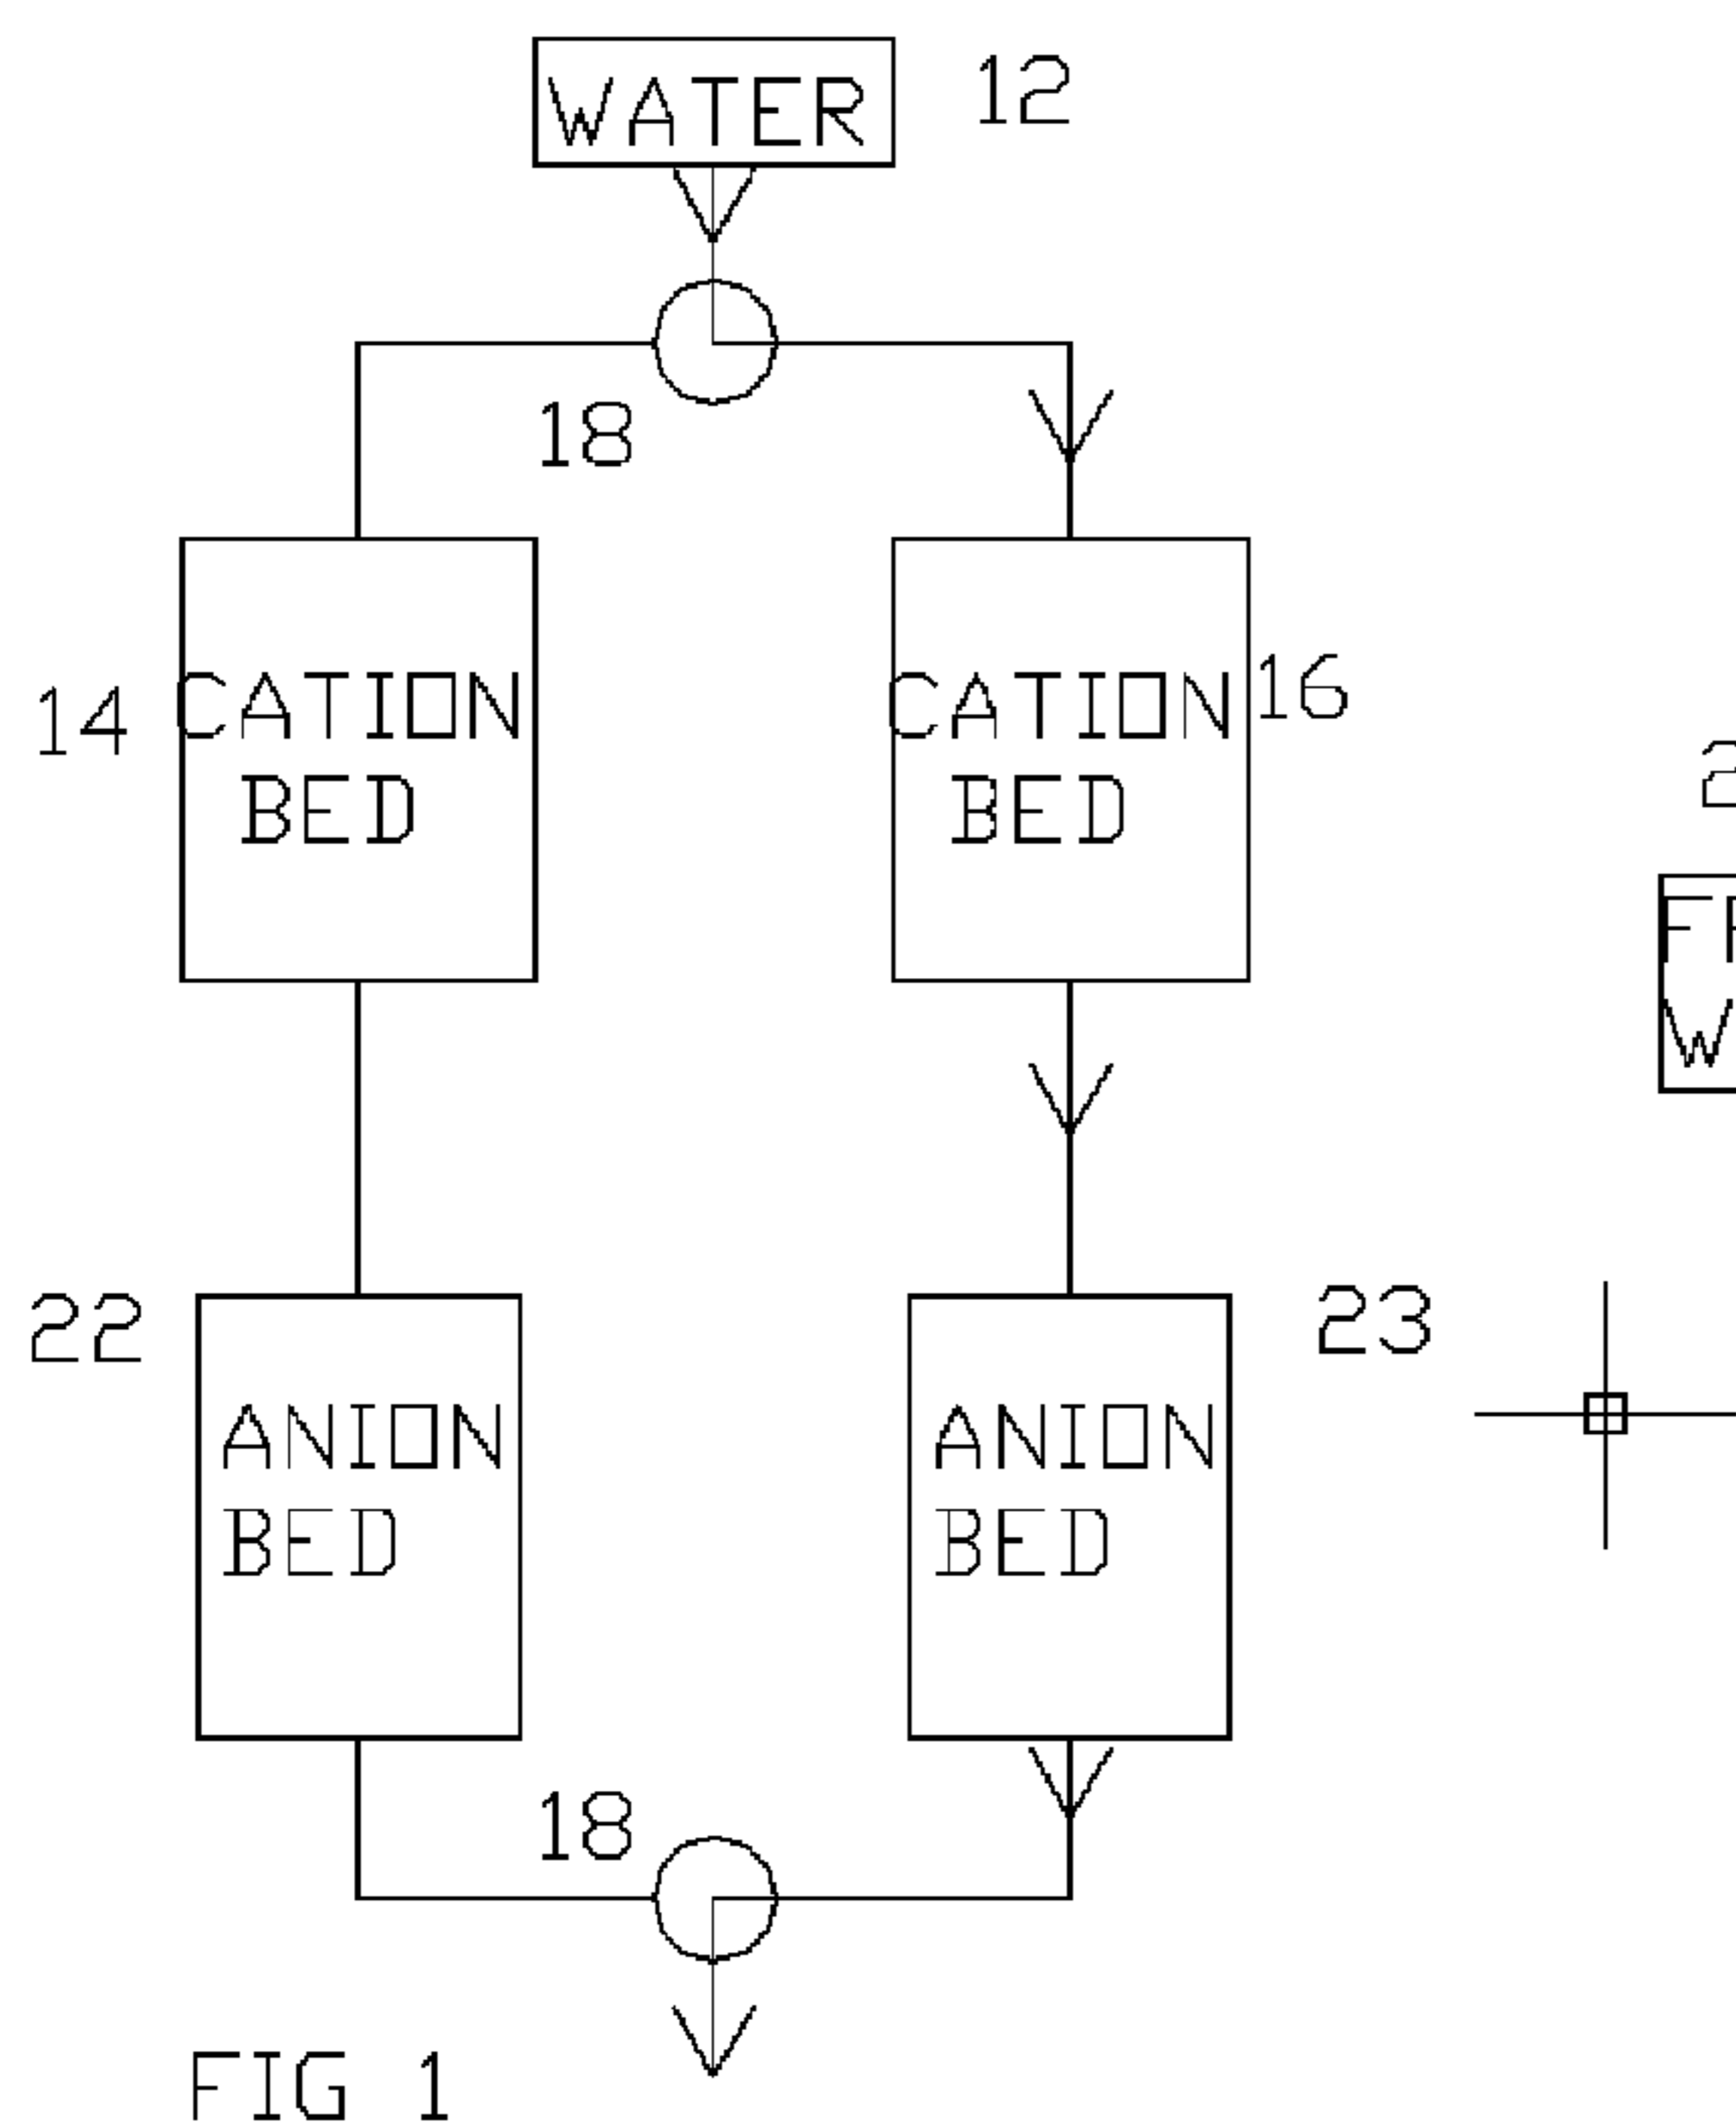 WATER 12
18
14 CATION BED
CATION BED 16
22 ANION BED
ANION BED 23
18
FIG 1